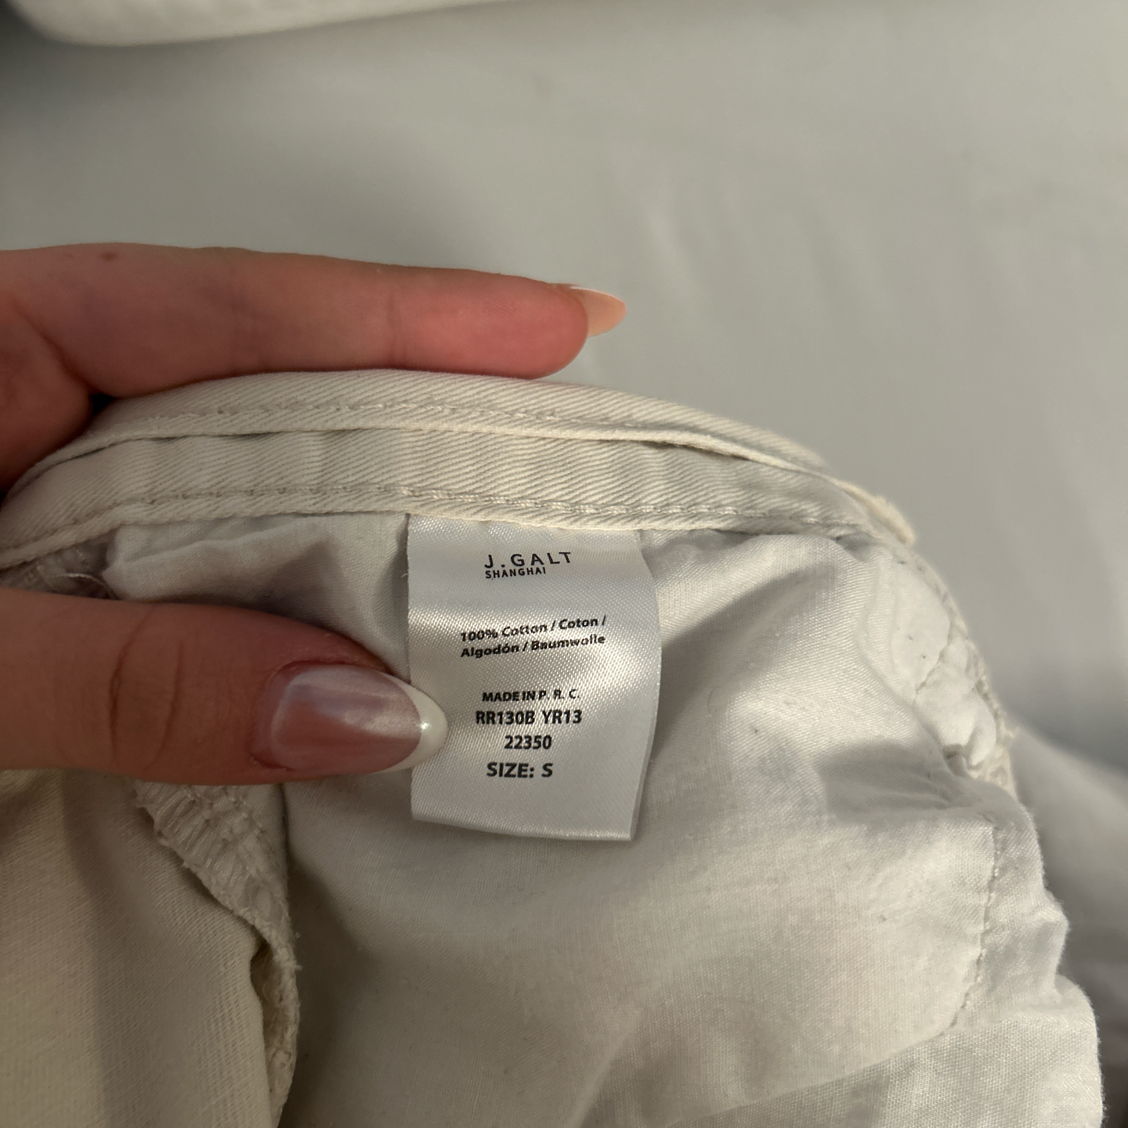 J.GALT
SHANGHAI
100% Cotton / Coton /
Algodón / Baumwolle
MADE IN P. R. C.
RR130B YR13
22350
SIZE: S